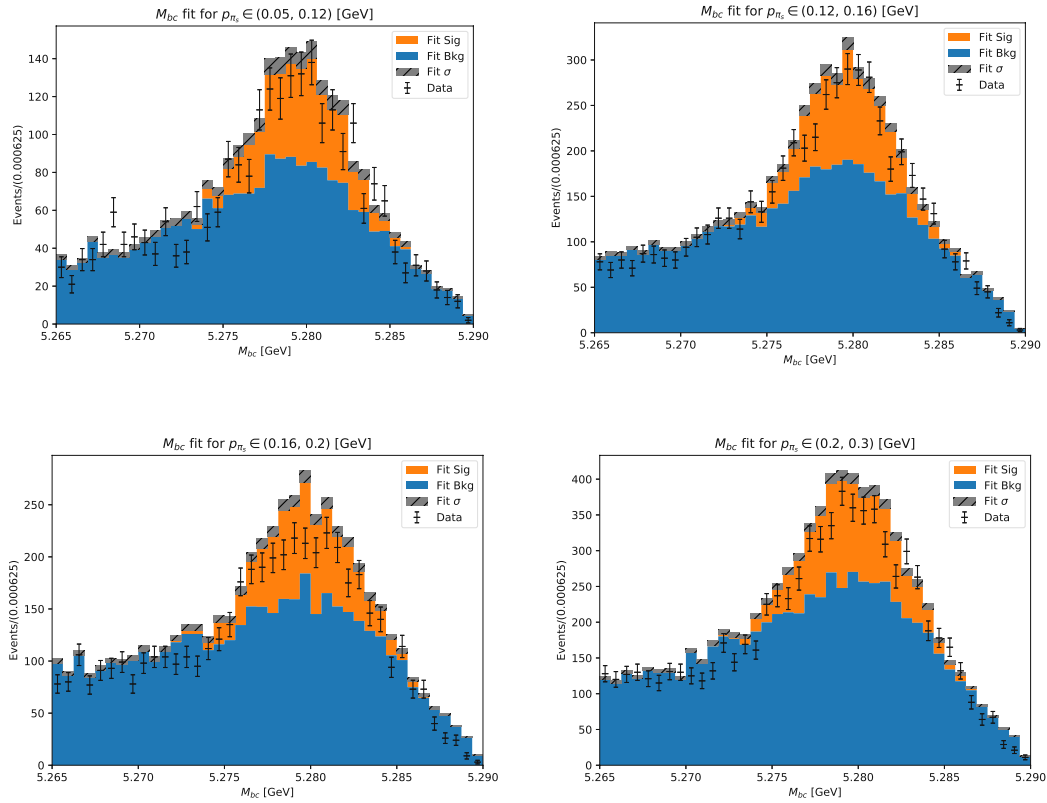 M_bc fit for p_π_s ∈ (0.05, 0.12) [GeV]
Events/(0.000625)
140
120
100
80
60
40
20
0
Fit Sig
Fit Bkg
Fit σ
Data
5.265 5.270 5.275 5.280 5.285 5.290
M_bc [GeV]
M_bc fit for p_π_s ∈ (0.12, 0.16) [GeV]
Events/(0.000625)
300
250
200
150
100
50
0
Fit Sig
Fit Bkg
Fit σ
Data
5.265 5.270 5.275 5.280 5.285 5.290
M_bc [GeV]
M_bc fit for p_π_s ∈ (0.16, 0.2) [GeV]
Events/(0.000625)
250
200
150
100
50
0
Fit Sig
Fit Bkg
Fit σ
Data
5.265 5.270 5.275 5.280 5.285 5.290
M_bc [GeV]
M_bc fit for p_π_s ∈ (0.2, 0.3) [GeV]
Events/(0.000625)
400
350
300
250
200
150
100
50
0
Fit Sig
Fit Bkg
Fit σ
Data
5.265 5.270 5.275 5.280 5.285 5.290
M_bc [GeV]